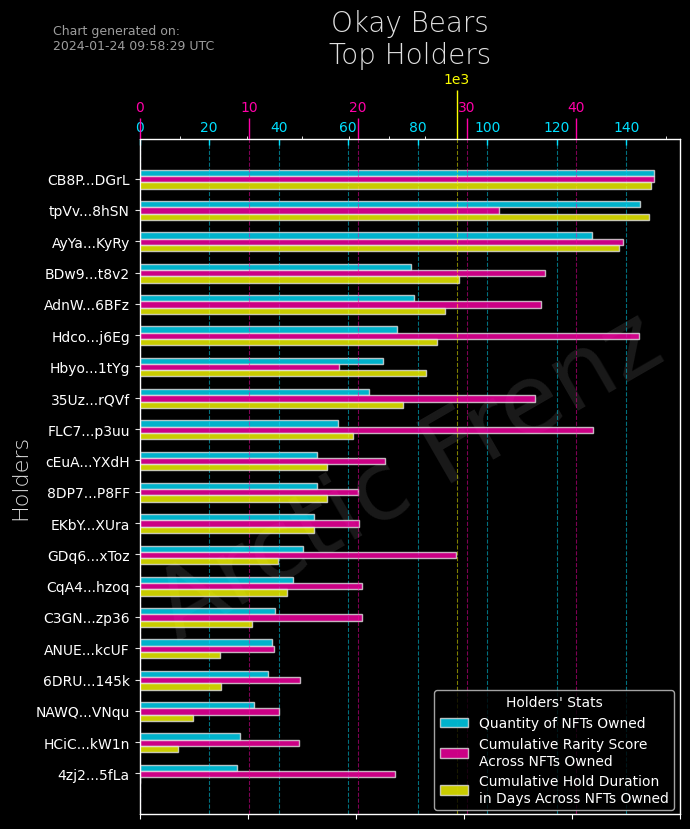 Chart generated on:
2024-01-24 09:58:29 UTC
Okay Bears
Top Holders
1e3
0 10 20 30 40
0 20 40 60 80 100 120 140
Holders
CB8P...DGrL
tpVv...8hSN
AyYa...KyRy
BDw9...t8v2
AdnW...6BFz
Hdco...j6Eg
Hbyo...1tYg
35Uz...rQVf
FLC7...p3uu
cEuA...YXdH
8DP7...P8FF
EKbY...XUra
GDq6...xToz
CqA4...hzoq
C3GN...zp36
ANUE...kcUF
6DRU...145k
NAWQ...VNqu
HCiC...kW1n
4zj2...5fLa
Arctic Frenz
Holders' Stats
Quantity of NFTs Owned
Cumulative Rarity Score
Across NFTs Owned
Cumulative Hold Duration
in Days Across NFTs Owned